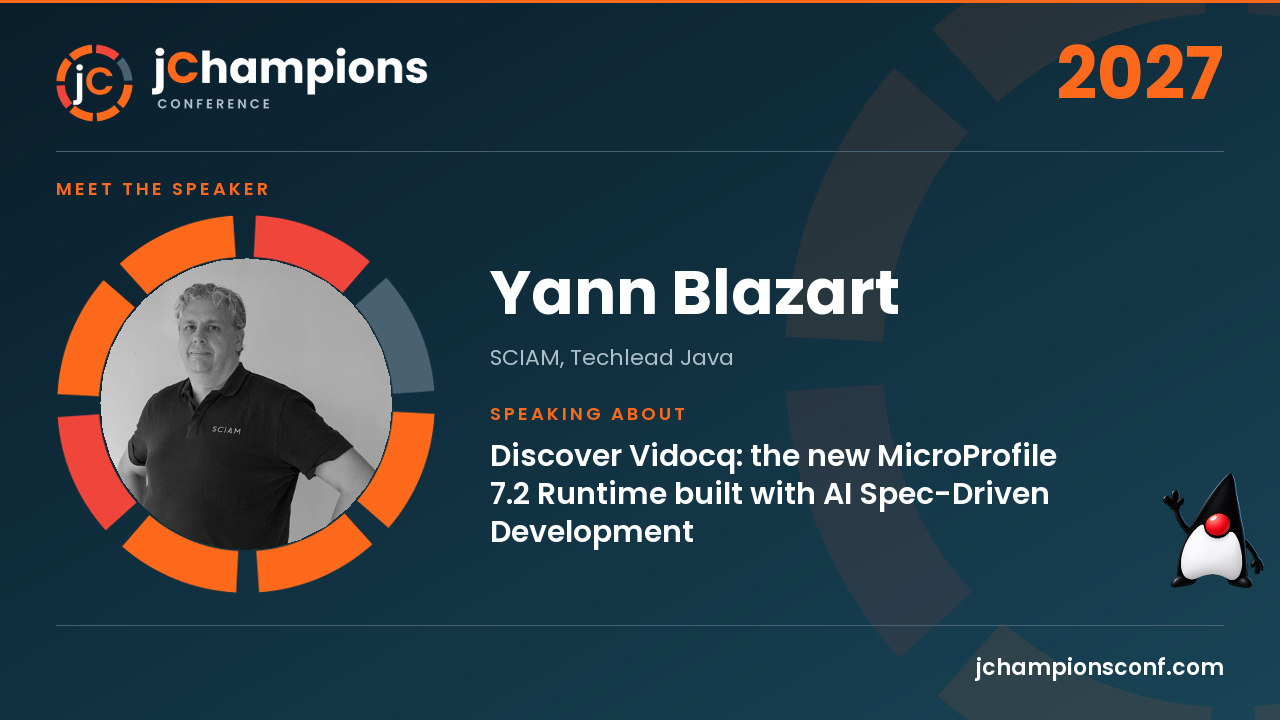 jC jChampions
CONFERENCE
2027
MEET THE SPEAKER
SCIAM
Yann Blazart
SCIAM, Techlead Java
SPEAKING ABOUT
Discover Vidocq: the new MicroProfile
7.2 Runtime built with AI Spec-Driven
Development
jchampionsconf.com